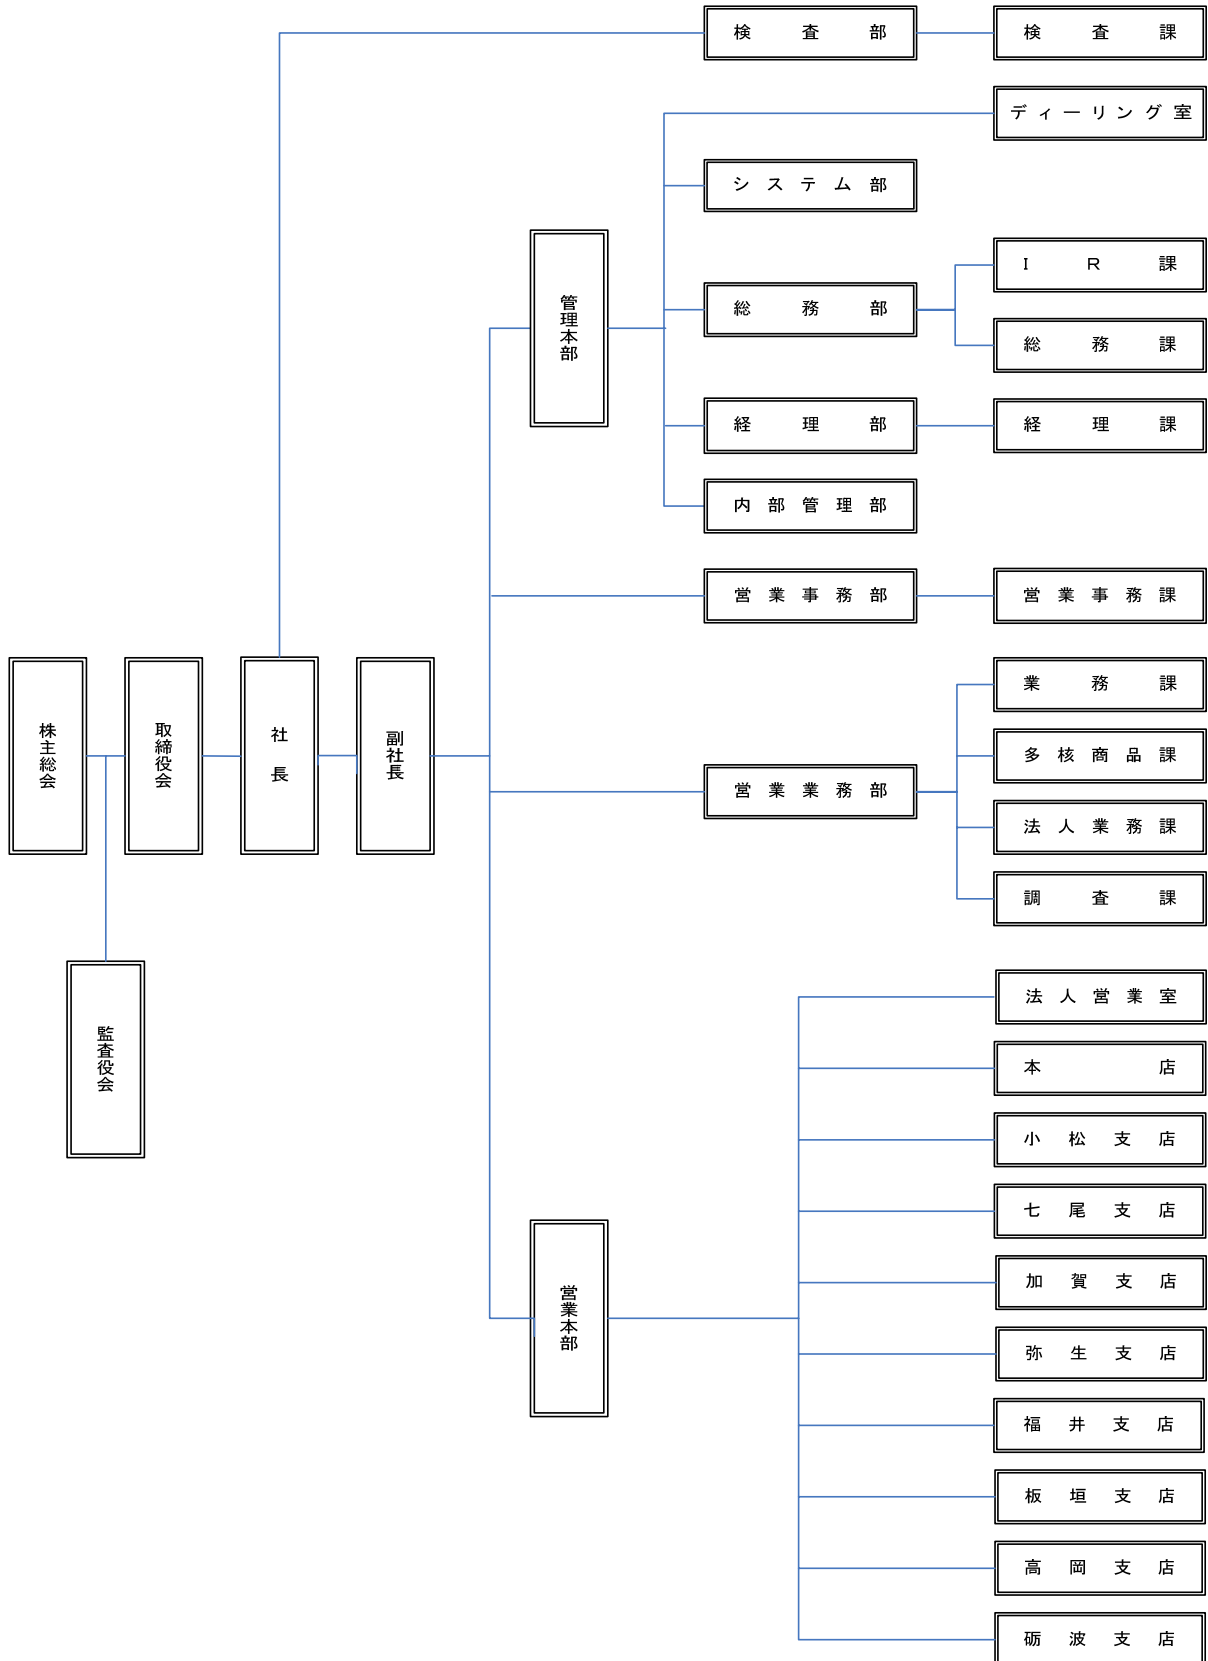 検査部
検査課
ディーリング室
システム部
管理本部
IR課
総務部
総務課
経理部
経理課
内部管理部
営業事務部
営業事務課
株主総会
取締役会
社長
副社長
業務課
多核商品課
営業業務部
法人業務課
調査課
監査役会
法人営業室
本店
小松支店
七尾支店
営業本部
加賀支店
弥生支店
福井支店
板垣支店
高岡支店
砺波支店